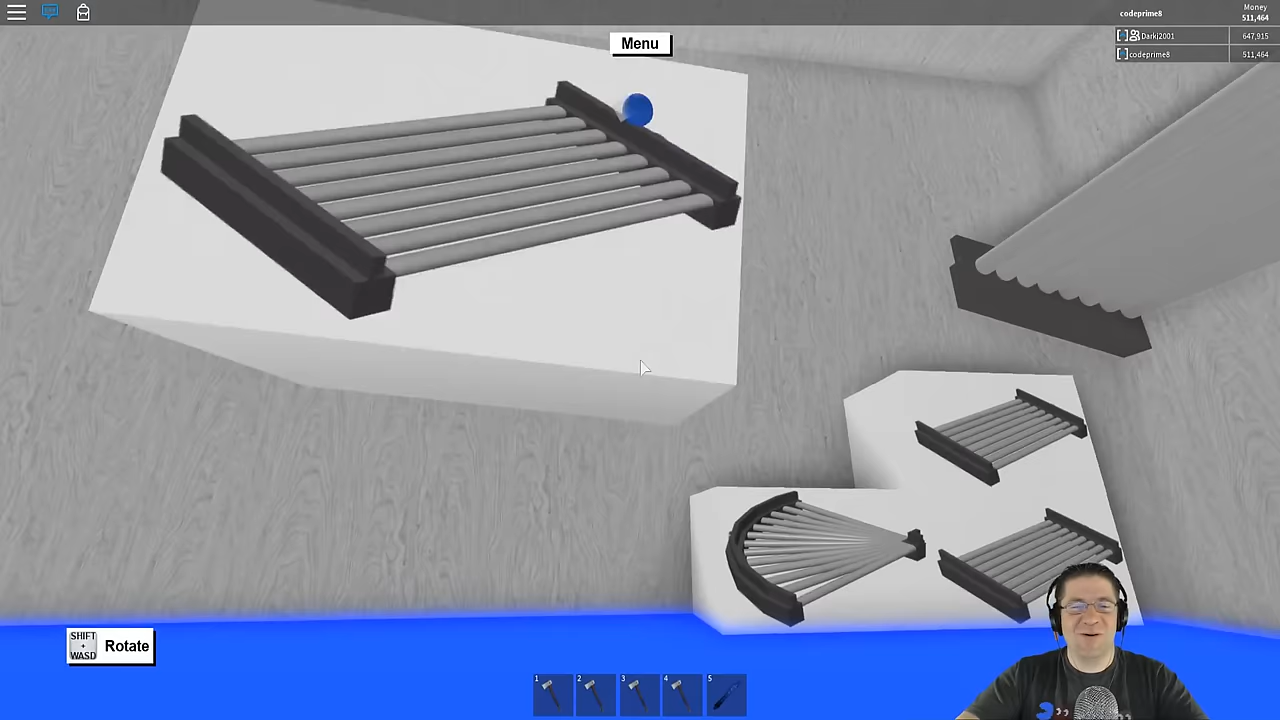 codeprime8
Money
511,464
Darkj2001
647,915
codeprime8
511,464
Menu
SHIFT
+
WASD
Rotate
1
2
3
4
5